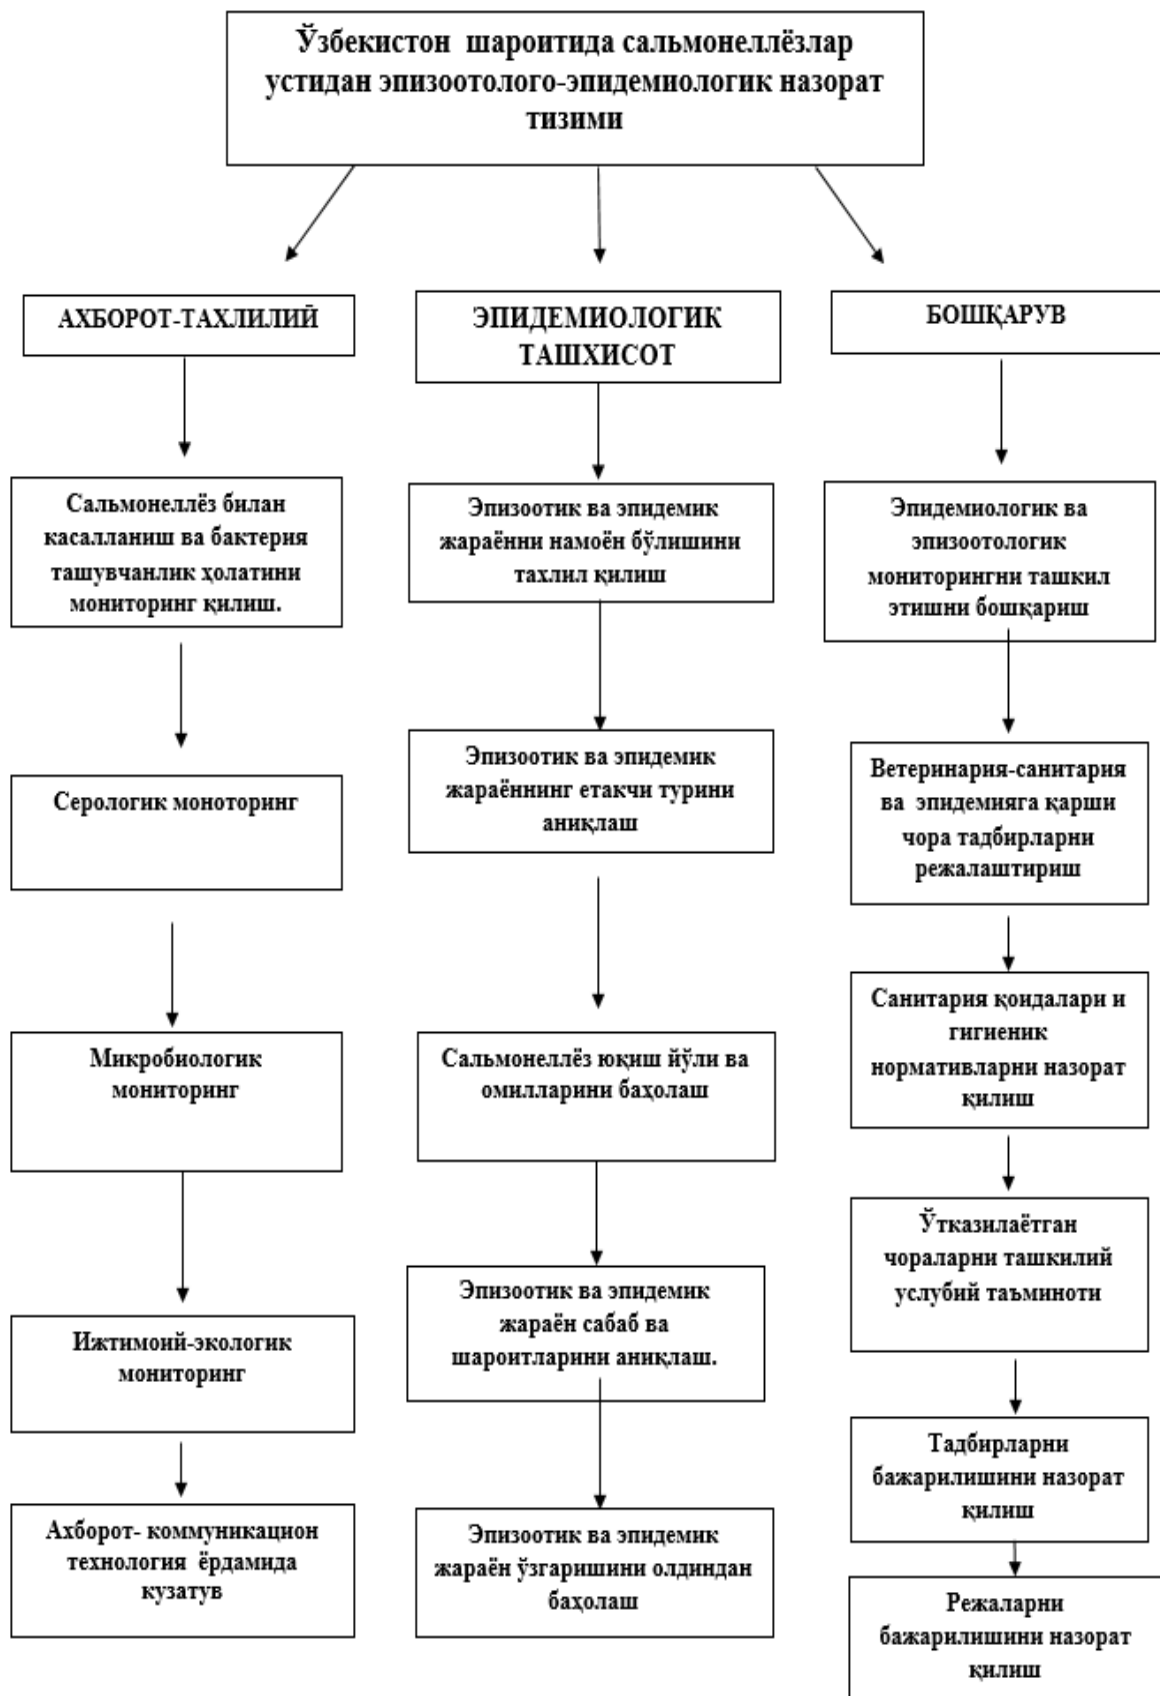 Ўзбекистон шароитида сальмонеллёзлар
устидан эпизоотолого-эпидемиологик назорат
тизими
АХБОРОТ-ТАХЛИЛИЙ
Сальмонеллёз билан
касалланиш ва бактерия
ташувчанлик ҳолатини
мониторинг қилиш.
Серологик моноторинг
Микробиологик
мониторинг
Ижтимоий-экологик
мониторинг
Ахборот- коммуникацион
технология ёрдамида
кузатув
ЭПИДЕМИОЛОГИК
ТАШХИСОТ
Эпизоотик ва эпидемик
жараённи намоён бўлишини
тахлил қилиш
Эпизоотик ва эпидемик
жараённинг етакчи турини
аниқлаш
Сальмонеллёз юқиш йўли ва
омилларини баҳолаш
Эпизоотик ва эпидемик
жараён сабаб ва
шароитларини аниқлаш.
Эпизоотик ва эпидемик
жараён ўзгаришини олдиндан
баҳолаш
БОШҚАРУВ
Эпидемиологик ва
эпизоотологик
мониторингни ташкил
этишни бошқариш
Ветеринария-санитария
ва эпидемияга қарши
чора тадбирларни
режалаштириш
Санитария қоидалари и
гигиеник
нормативларни назорат
қилиш
Ўтказилаётган
чораларни ташкилий
услубий таъминоти
Тадбирларни
бажарилишини назорат
қилиш
Режаларни
бажарилишини назорат
қилиш